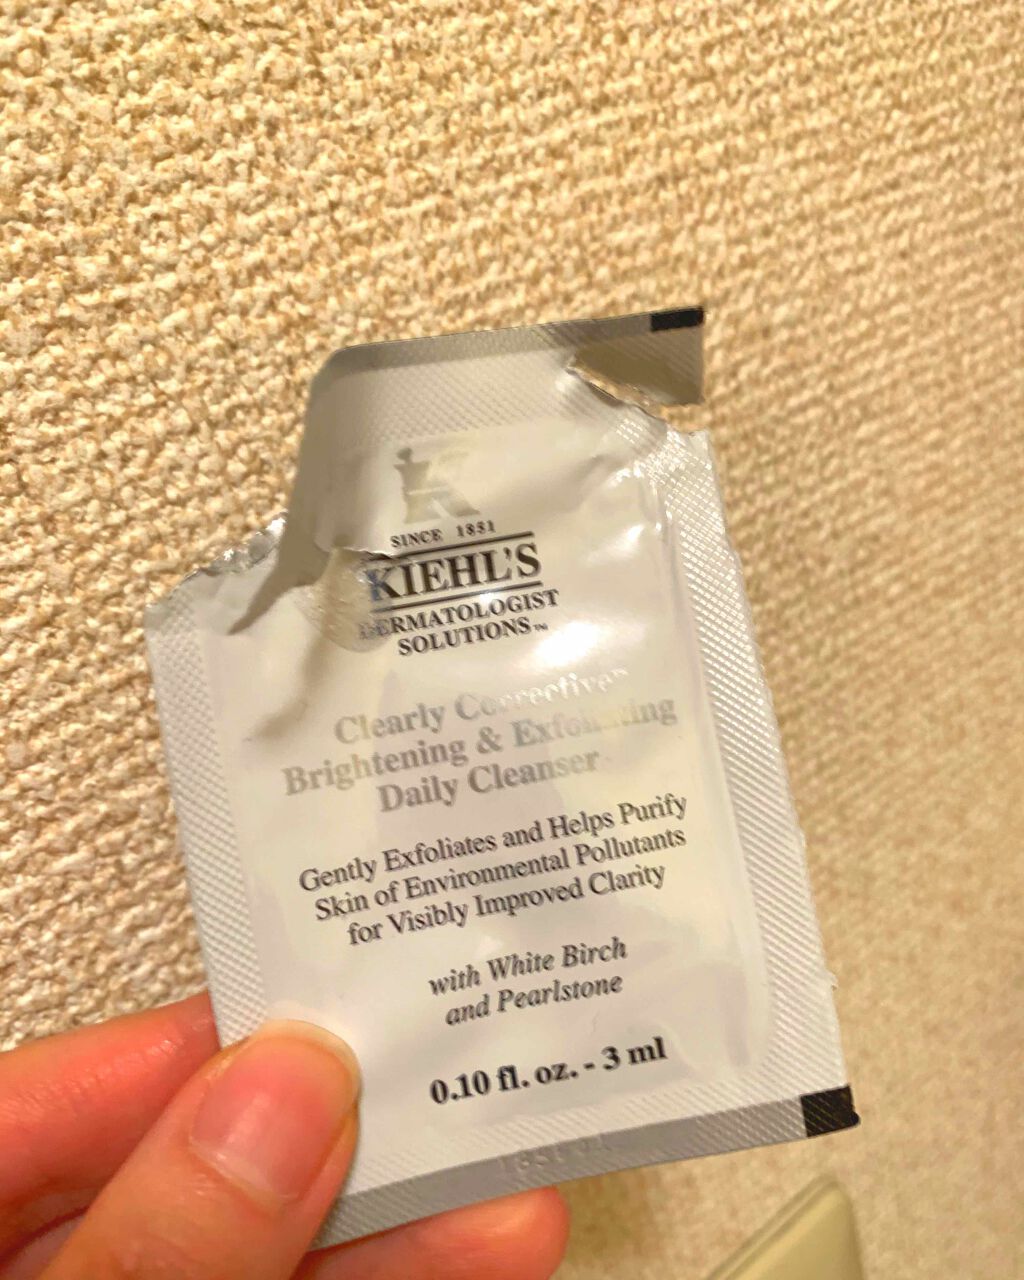 SINCE 1851
KIEHL'S
DERMATOLOGIST
SOLUTIONS™
Clearly Corrective™
Brightening & Exfoliating
Daily Cleanser
Gently Exfoliates and Helps Purify
Skin of Environmental Pollutants
for Visibly Improved Clarity
with White Birch
and Pearlstone
0.10 fl. oz. - 3 ml